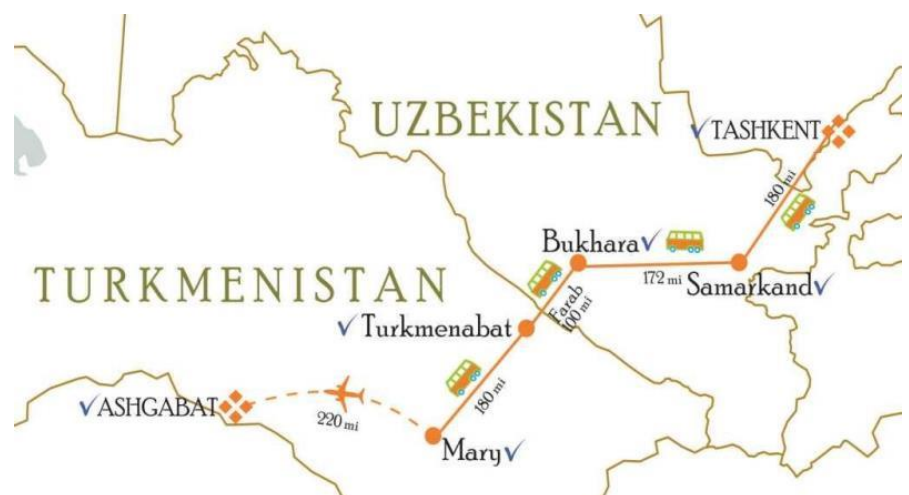 UZBEKISTAN
TASHKENT
180 mi
Bukhara
172 mi
Samarkand
TURKMENISTAN
Farab
100 mi
Turkmenabat
180 mi
ASHGABAT
220 mi
Mary